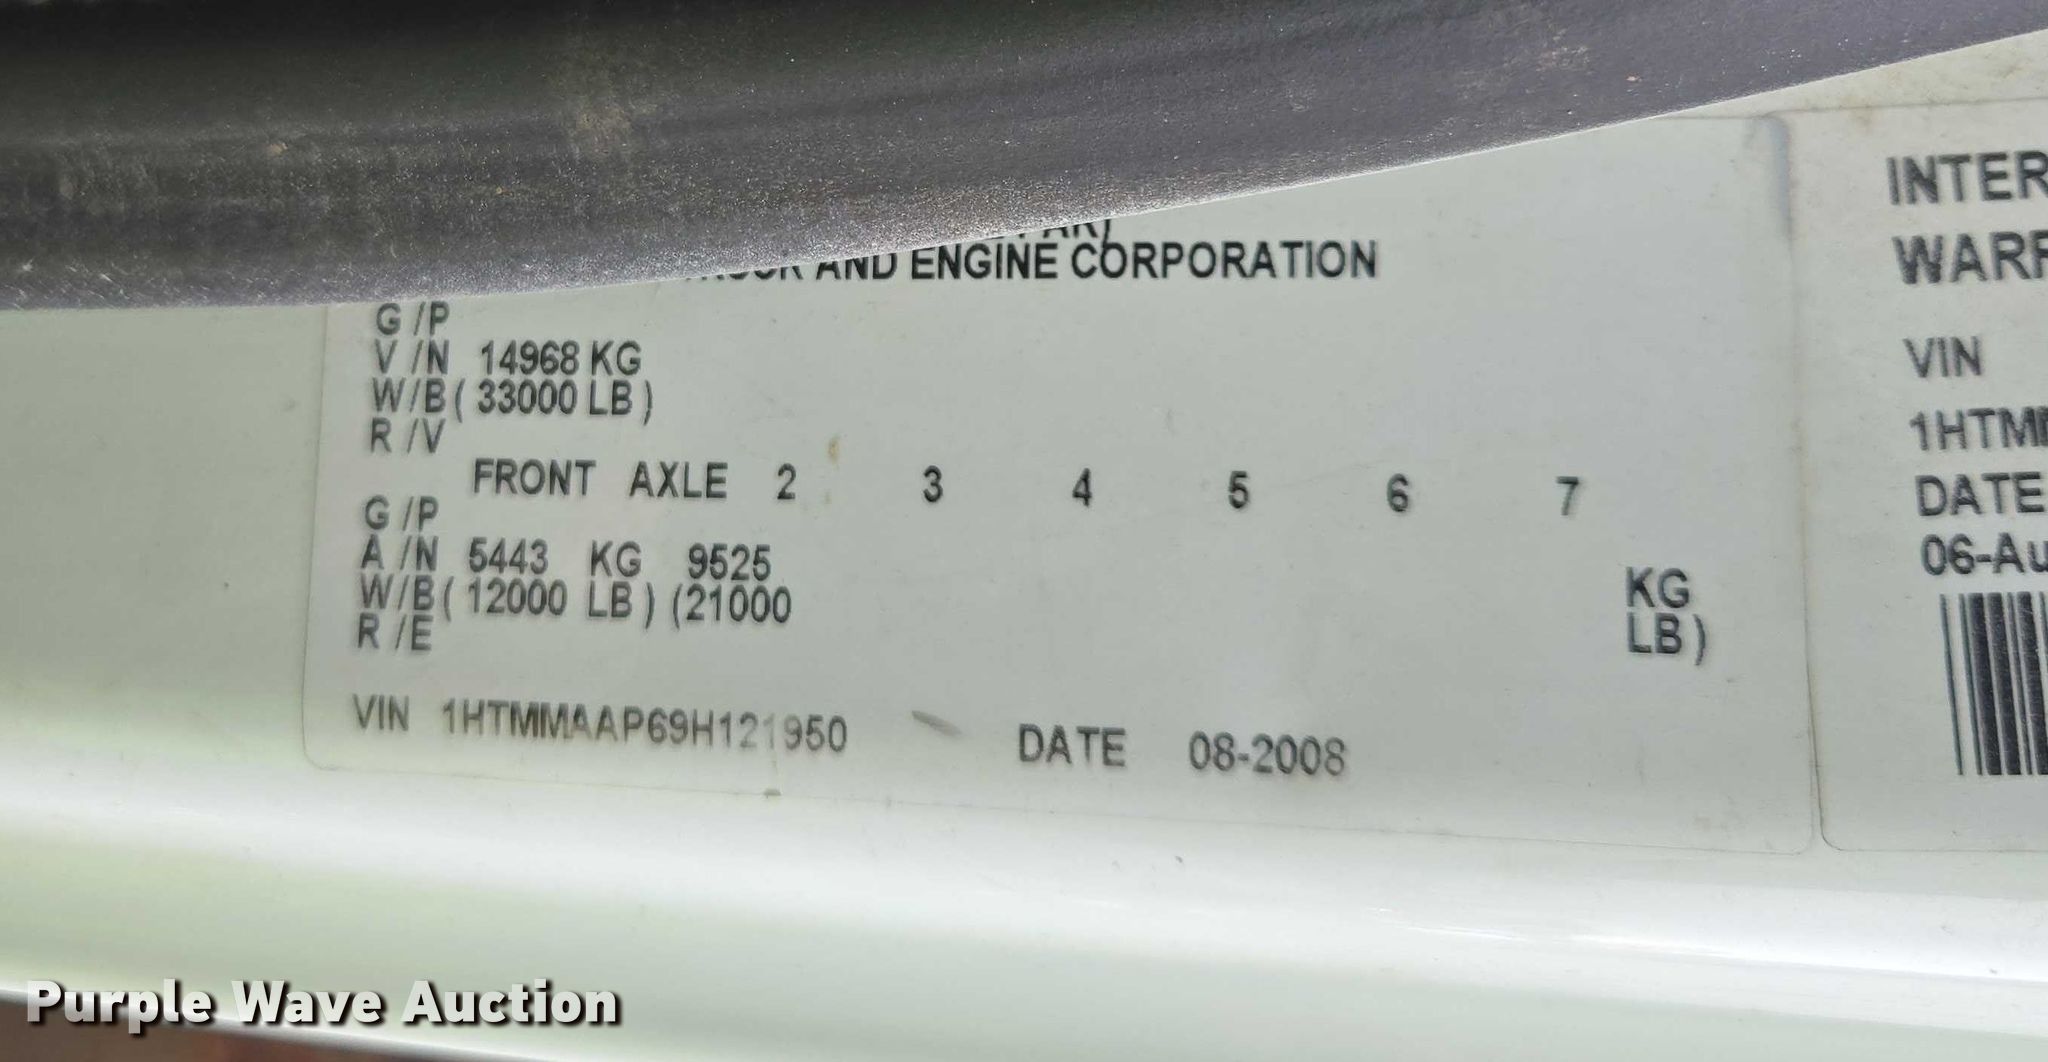 AND ENGINE CORPORATION
G /P
V /N 14968 KG
W/B ( 33000 LB )
R /V
FRONT AXLE 2 3 4 5 6 7
G /P
A /N 5443 KG 9525 KG
W/B ( 12000 LB ) (21000 LB )
R /E
VIN 1HTMMAAP69H121950 DATE 08-2008
INTER
WARR
VIN
1HTMM
DATE
06-Au
Purple Wave Auction